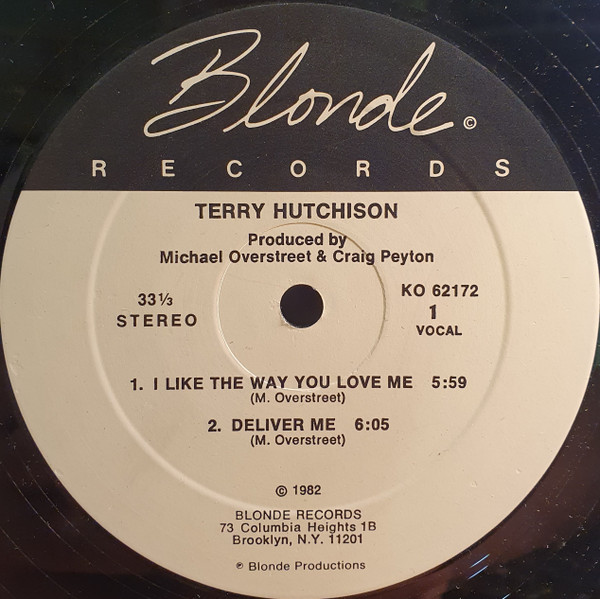 Blonde ©
RECORDS
TERRY HUTCHISON
Produced by
Michael Overstreet & Craig Peyton
33⅓
STEREO
KO 62172
1
VOCAL
1. I LIKE THE WAY YOU LOVE ME 5:59
(M. Overstreet)
2. DELIVER ME 6:05
(M. Overstreet)
© 1982
BLONDE RECORDS
73 Columbia Heights 1B
Brooklyn, N.Y. 11201
℗ Blonde Productions